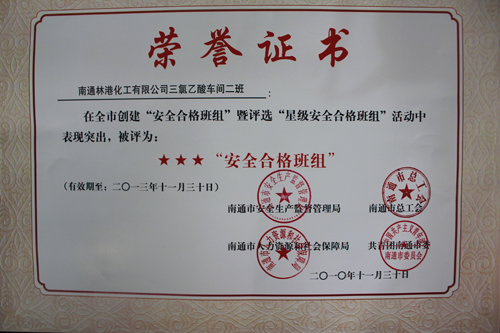 荣誉证书
南通林港化工有限公司三氯乙酸车间二班：
在全市创建“安全合格班组”暨评选“星级安全合格班组”活动中
表现突出，被评为：
★★★“安全合格班组”
（有效期至：二〇一三年十一月三十日）
南通市安全生产监督管理局 南通市总工会
南通市人力资源和社会保障局 共青团南通市委
二〇一〇年十一月三十日